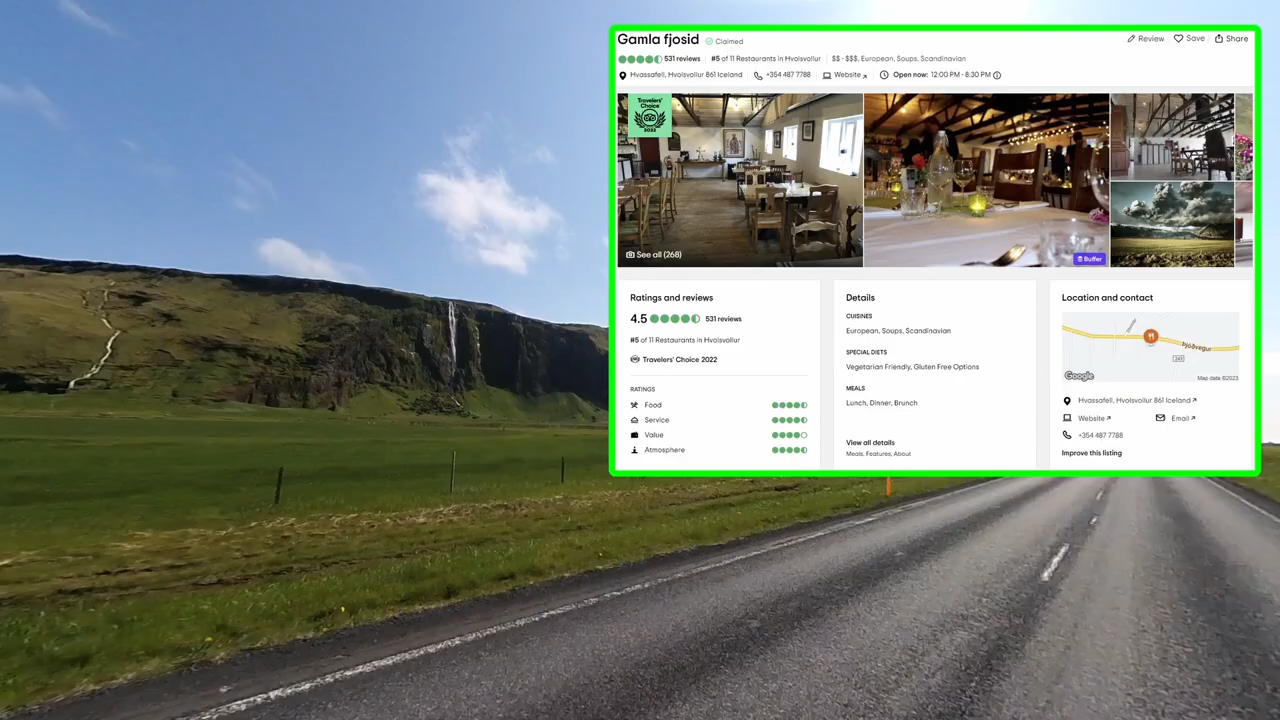 Gamla fjosid Claimed
Review Save Share
531 reviews #5 of 11 Restaurants in Hvolsvollur $$ - $$$, European, Soups, Scandinavian
Hvassafell, Hvolsvollur 861 Iceland +354 487 7788 Website Open now: 12:00 PM - 8:30 PM
Travelers' Choice
2022
See all (268)
Buffer
Ratings and reviews
4.5 531 reviews
#5 of 11 Restaurants in Hvolsvollur
Travelers' Choice 2022
RATINGS
Food
Service
Value
Atmosphere
Details
CUISINES
European, Soups, Scandinavian
SPECIAL DIETS
Vegetarian Friendly, Gluten Free Options
MEALS
Lunch, Dinner, Brunch
View all details
Meals, Features, About
Location and contact
Þjóðvegur
243
Google
Map data ©2023
Hvassafell, Hvolsvollur 861 Iceland
Website Email
+354 487 7788
Improve this listing